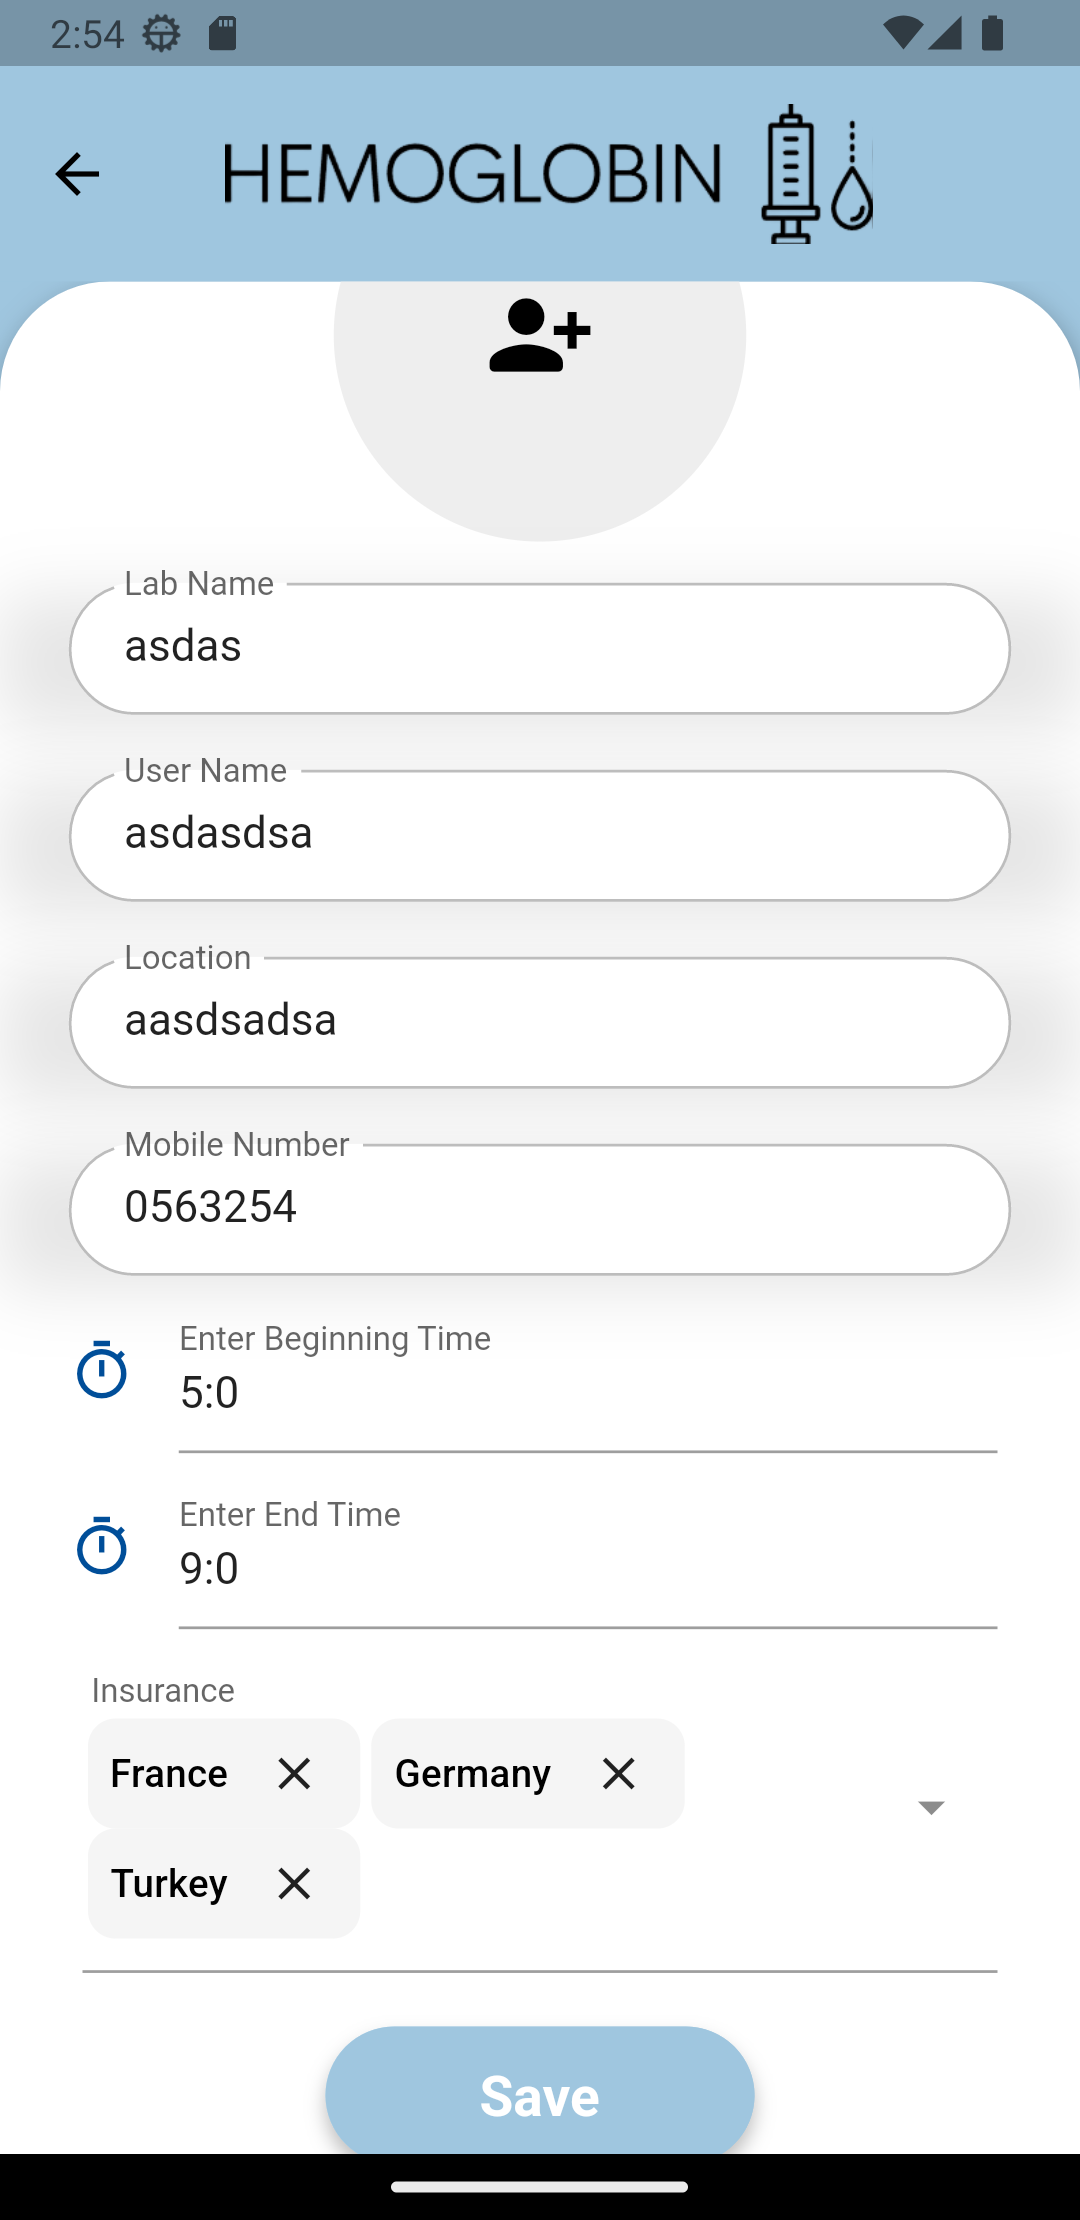 2:54
HEMOGLOBIN
Lab Name
asdas
User Name
asdasdsa
Location
aasdsadsa
Mobile Number
0563254
Enter Beginning Time
5:0
Enter End Time
9:0
Insurance
France Germany
Turkey
Save